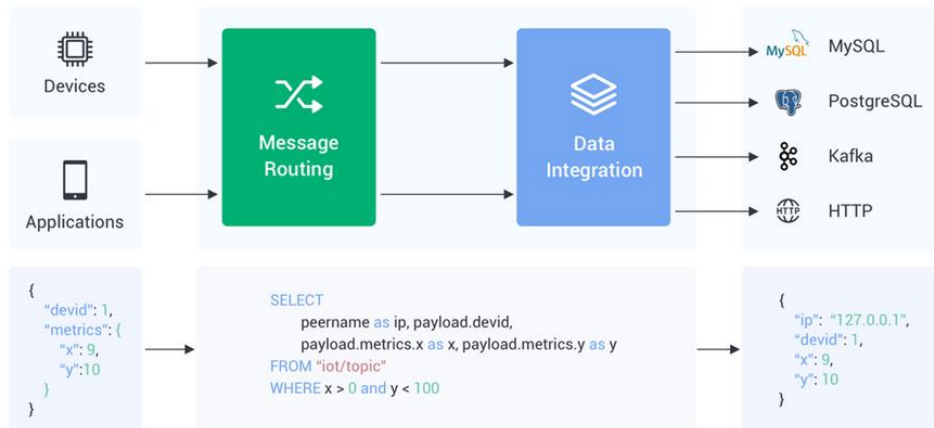 Devices
Applications
Message
Routing
Data
Integration
MySQL MySQL
PostgreSQL
Kafka
HTTP HTTP
{
“devid”: 1,
“metrics”: {
“x”: 9,
“y”:10
}
}
SELECT
peername as ip, payload.devid,
payload.metrics.x as x, payload.metrics.y as y
FROM “iot/topic”
WHERE x > 0 and y < 100
{
“ip”: “127.0.0.1”,
“devid”: 1,
“x”: 9,
“y”: 10
}